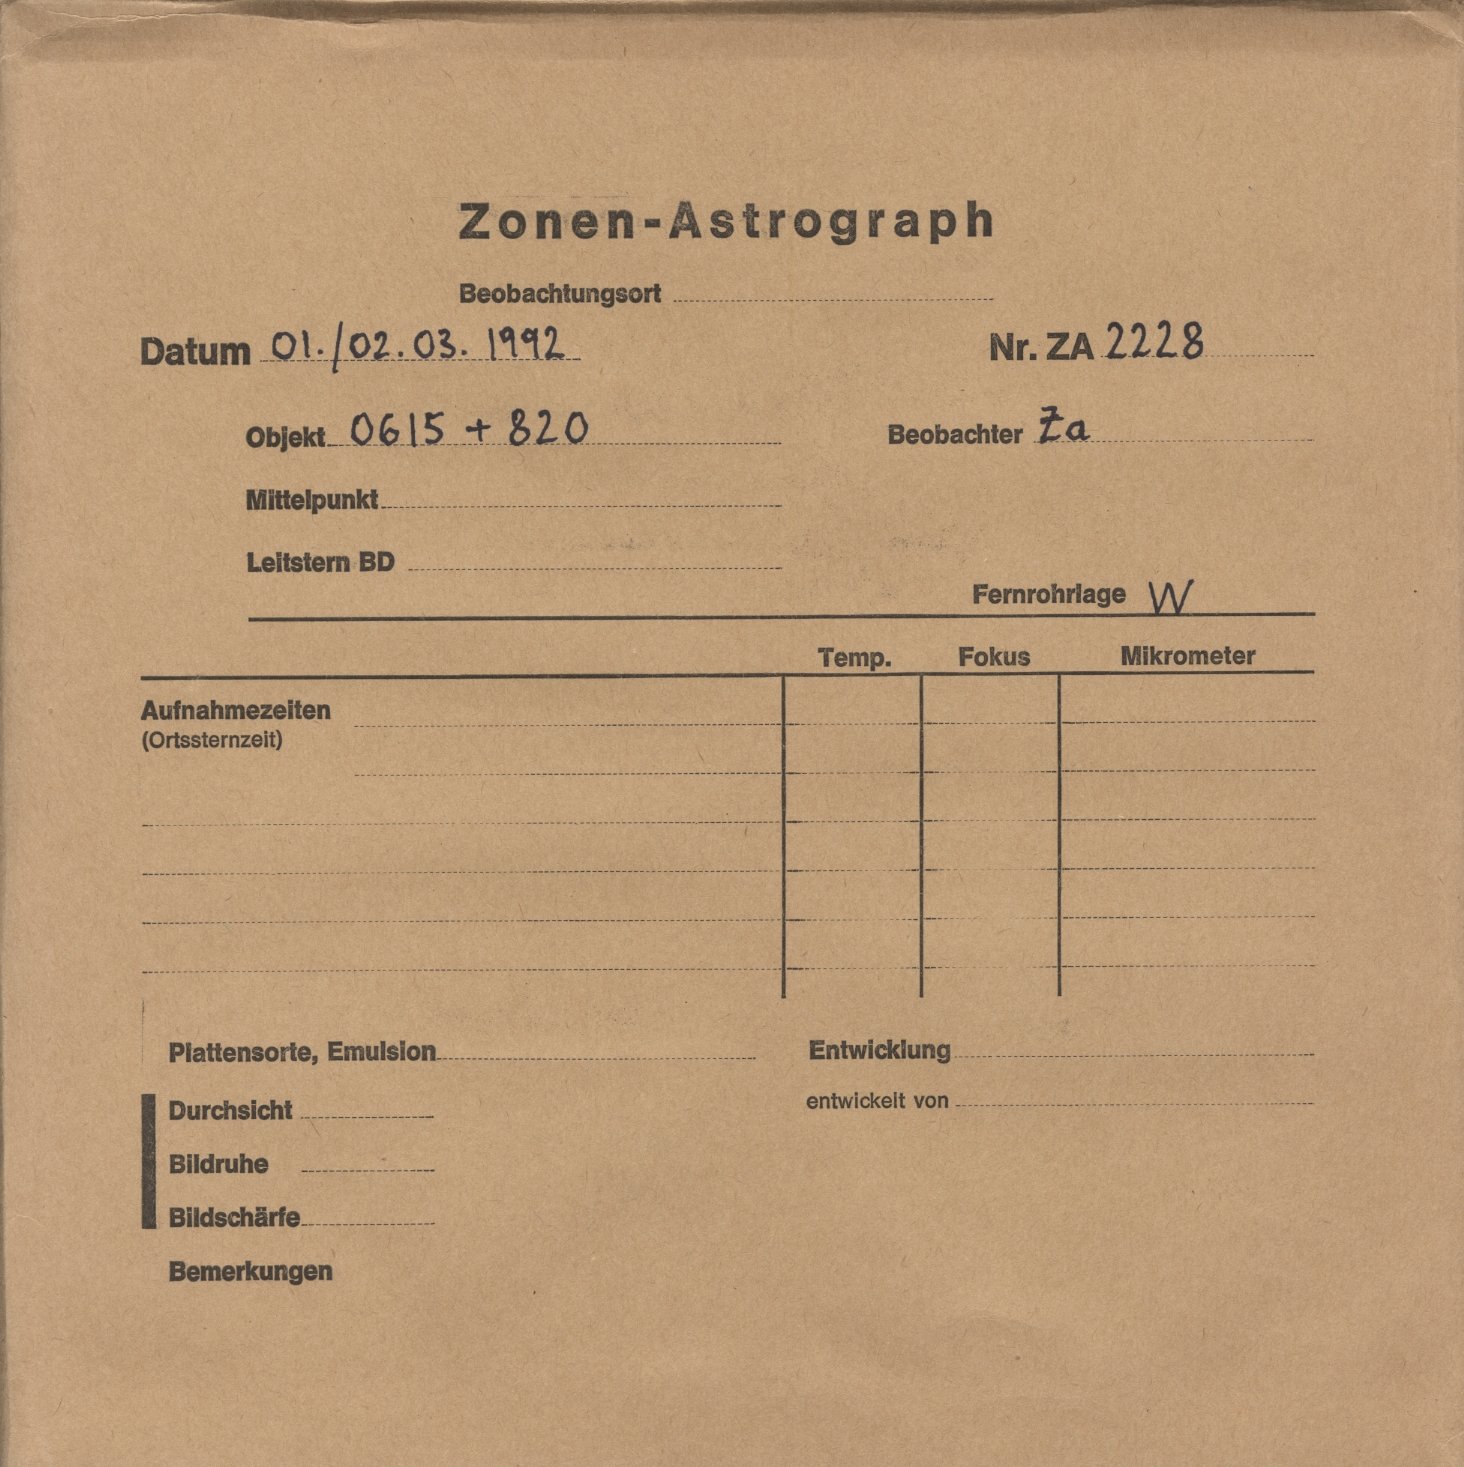 Zonen-Astrograph
Beobachtungsort
Datum 01./02.03. 1992 Nr. ZA 2228
Objekt 0615 + 820 Beobachter Za
Mittelpunkt
Leitstern BD
Fernrohrlage W
Temp. Fokus Mikrometer
Aufnahmezeiten
(Ortssternzeit)
Plattensorte, Emulsion Entwicklung
Durchsicht entwickelt von
Bildruhe
Bildschärfe
Bemerkungen